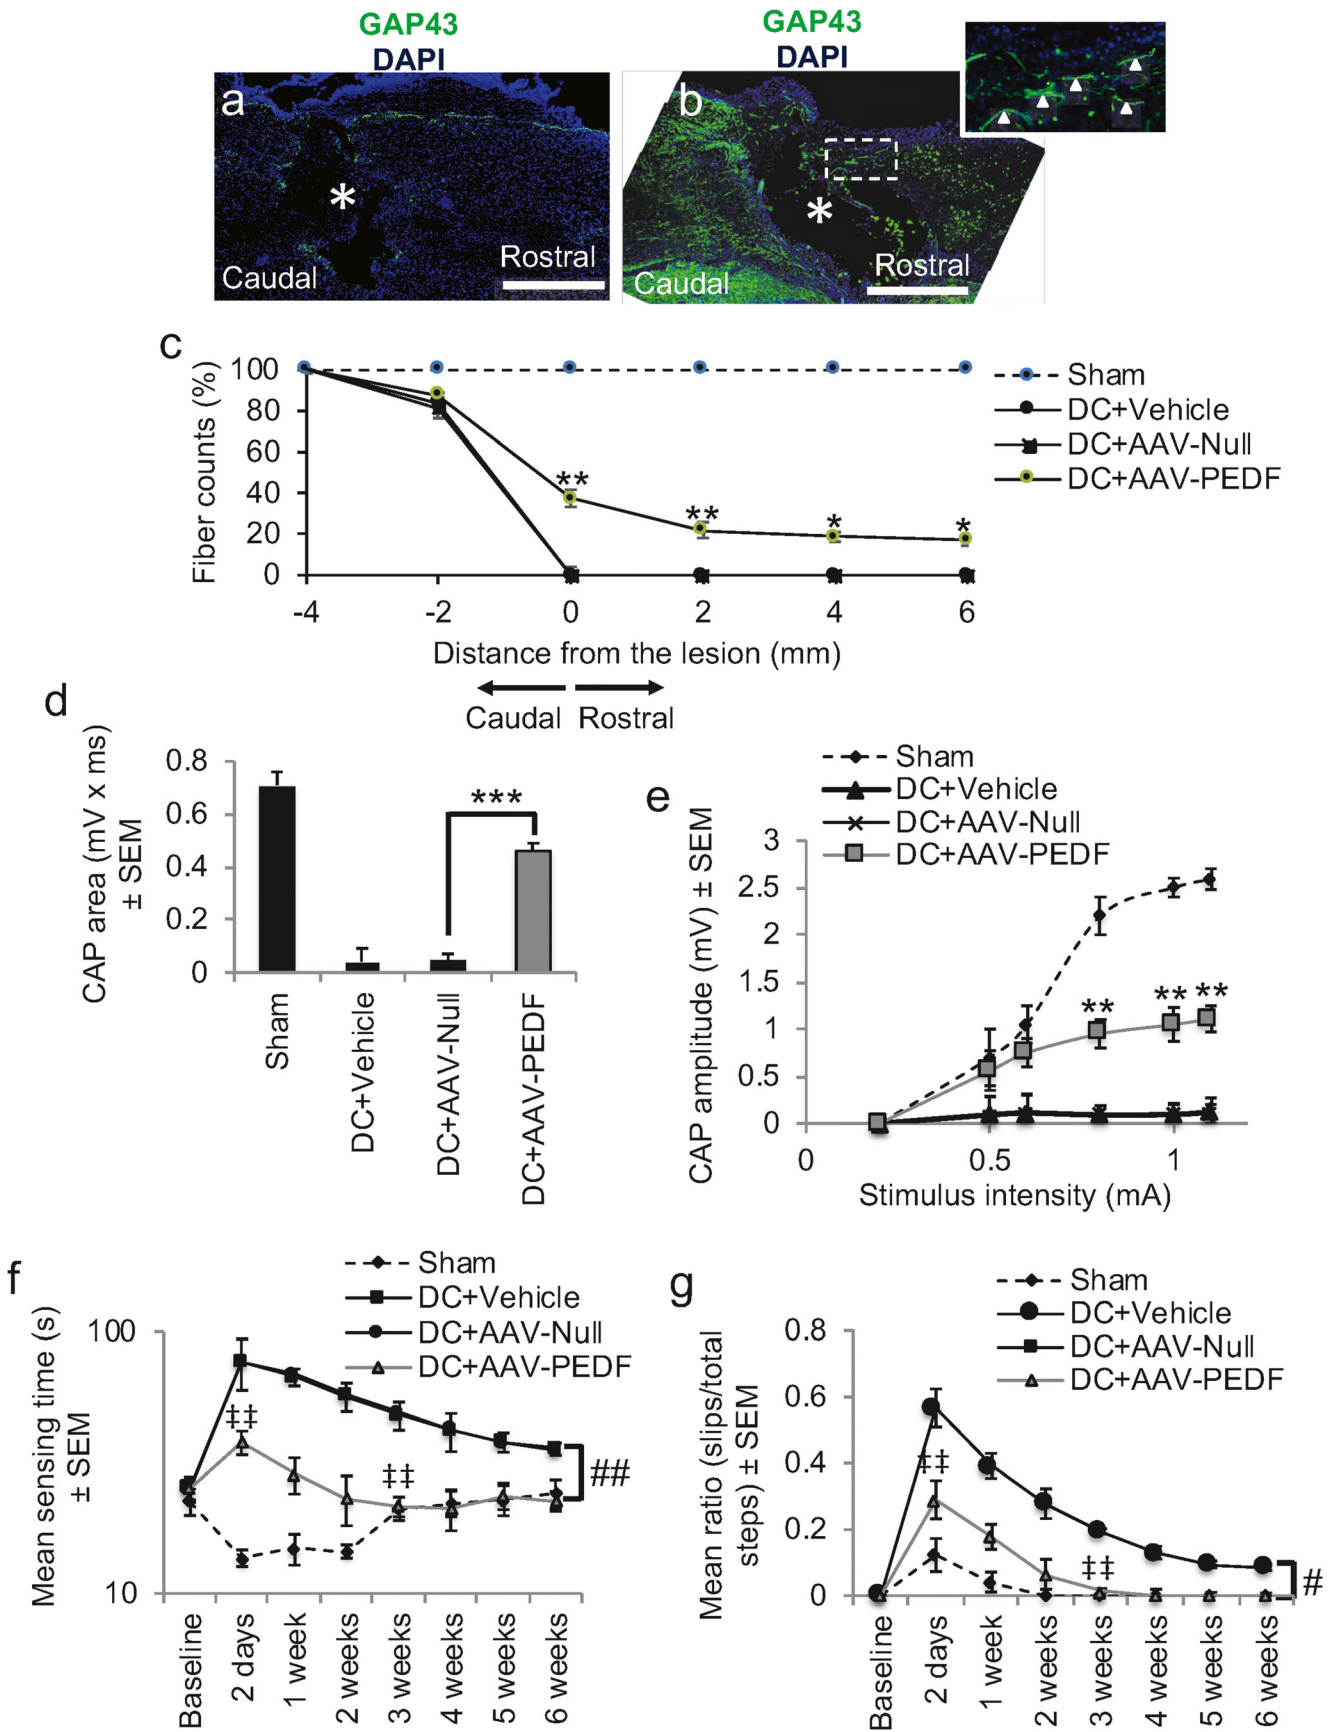 GAP43
DAPI
a
*
Caudal
Rostral
GAP43
DAPI
b
*
Caudal
Rostral
c
Fiber counts (%)
100
80
60
40
20
0
** ** * *
-4 -2 0 2 4 6
Distance from the lesion (mm)
Caudal Rostral
Sham
DC+Vehicle
DC+AAV-Null
DC+AAV-PEDF
d
CAP area (mV x ms)
± SEM
0.8
0.6
0.4
0.2
0
***
Sham
DC+Vehicle
DC+AAV-Null
DC+AAV-PEDF
e
Sham
DC+Vehicle
DC+AAV-Null
DC+AAV-PEDF
CAP amplitude (mV) ± SEM
3
2.5
2
1.5
1
0.5
0
** ** **
0 0.5 1
Stimulus intensity (mA)
f
Sham
DC+Vehicle
DC+AAV-Null
DC+AAV-PEDF
Mean sensing time (s)
± SEM
100
10
‡‡ ‡‡
##
Baseline
2 days
1 week
2 weeks
3 weeks
4 weeks
5 weeks
6 weeks
g
Sham
DC+Vehicle
DC+AAV-Null
DC+AAV-PEDF
Mean ratio (slips/total
steps) ± SEM
0.8
0.6
0.4
0.2
0
‡‡ ‡‡
#
Baseline
2 days
1 week
2 weeks
3 weeks
4 weeks
5 weeks
6 weeks